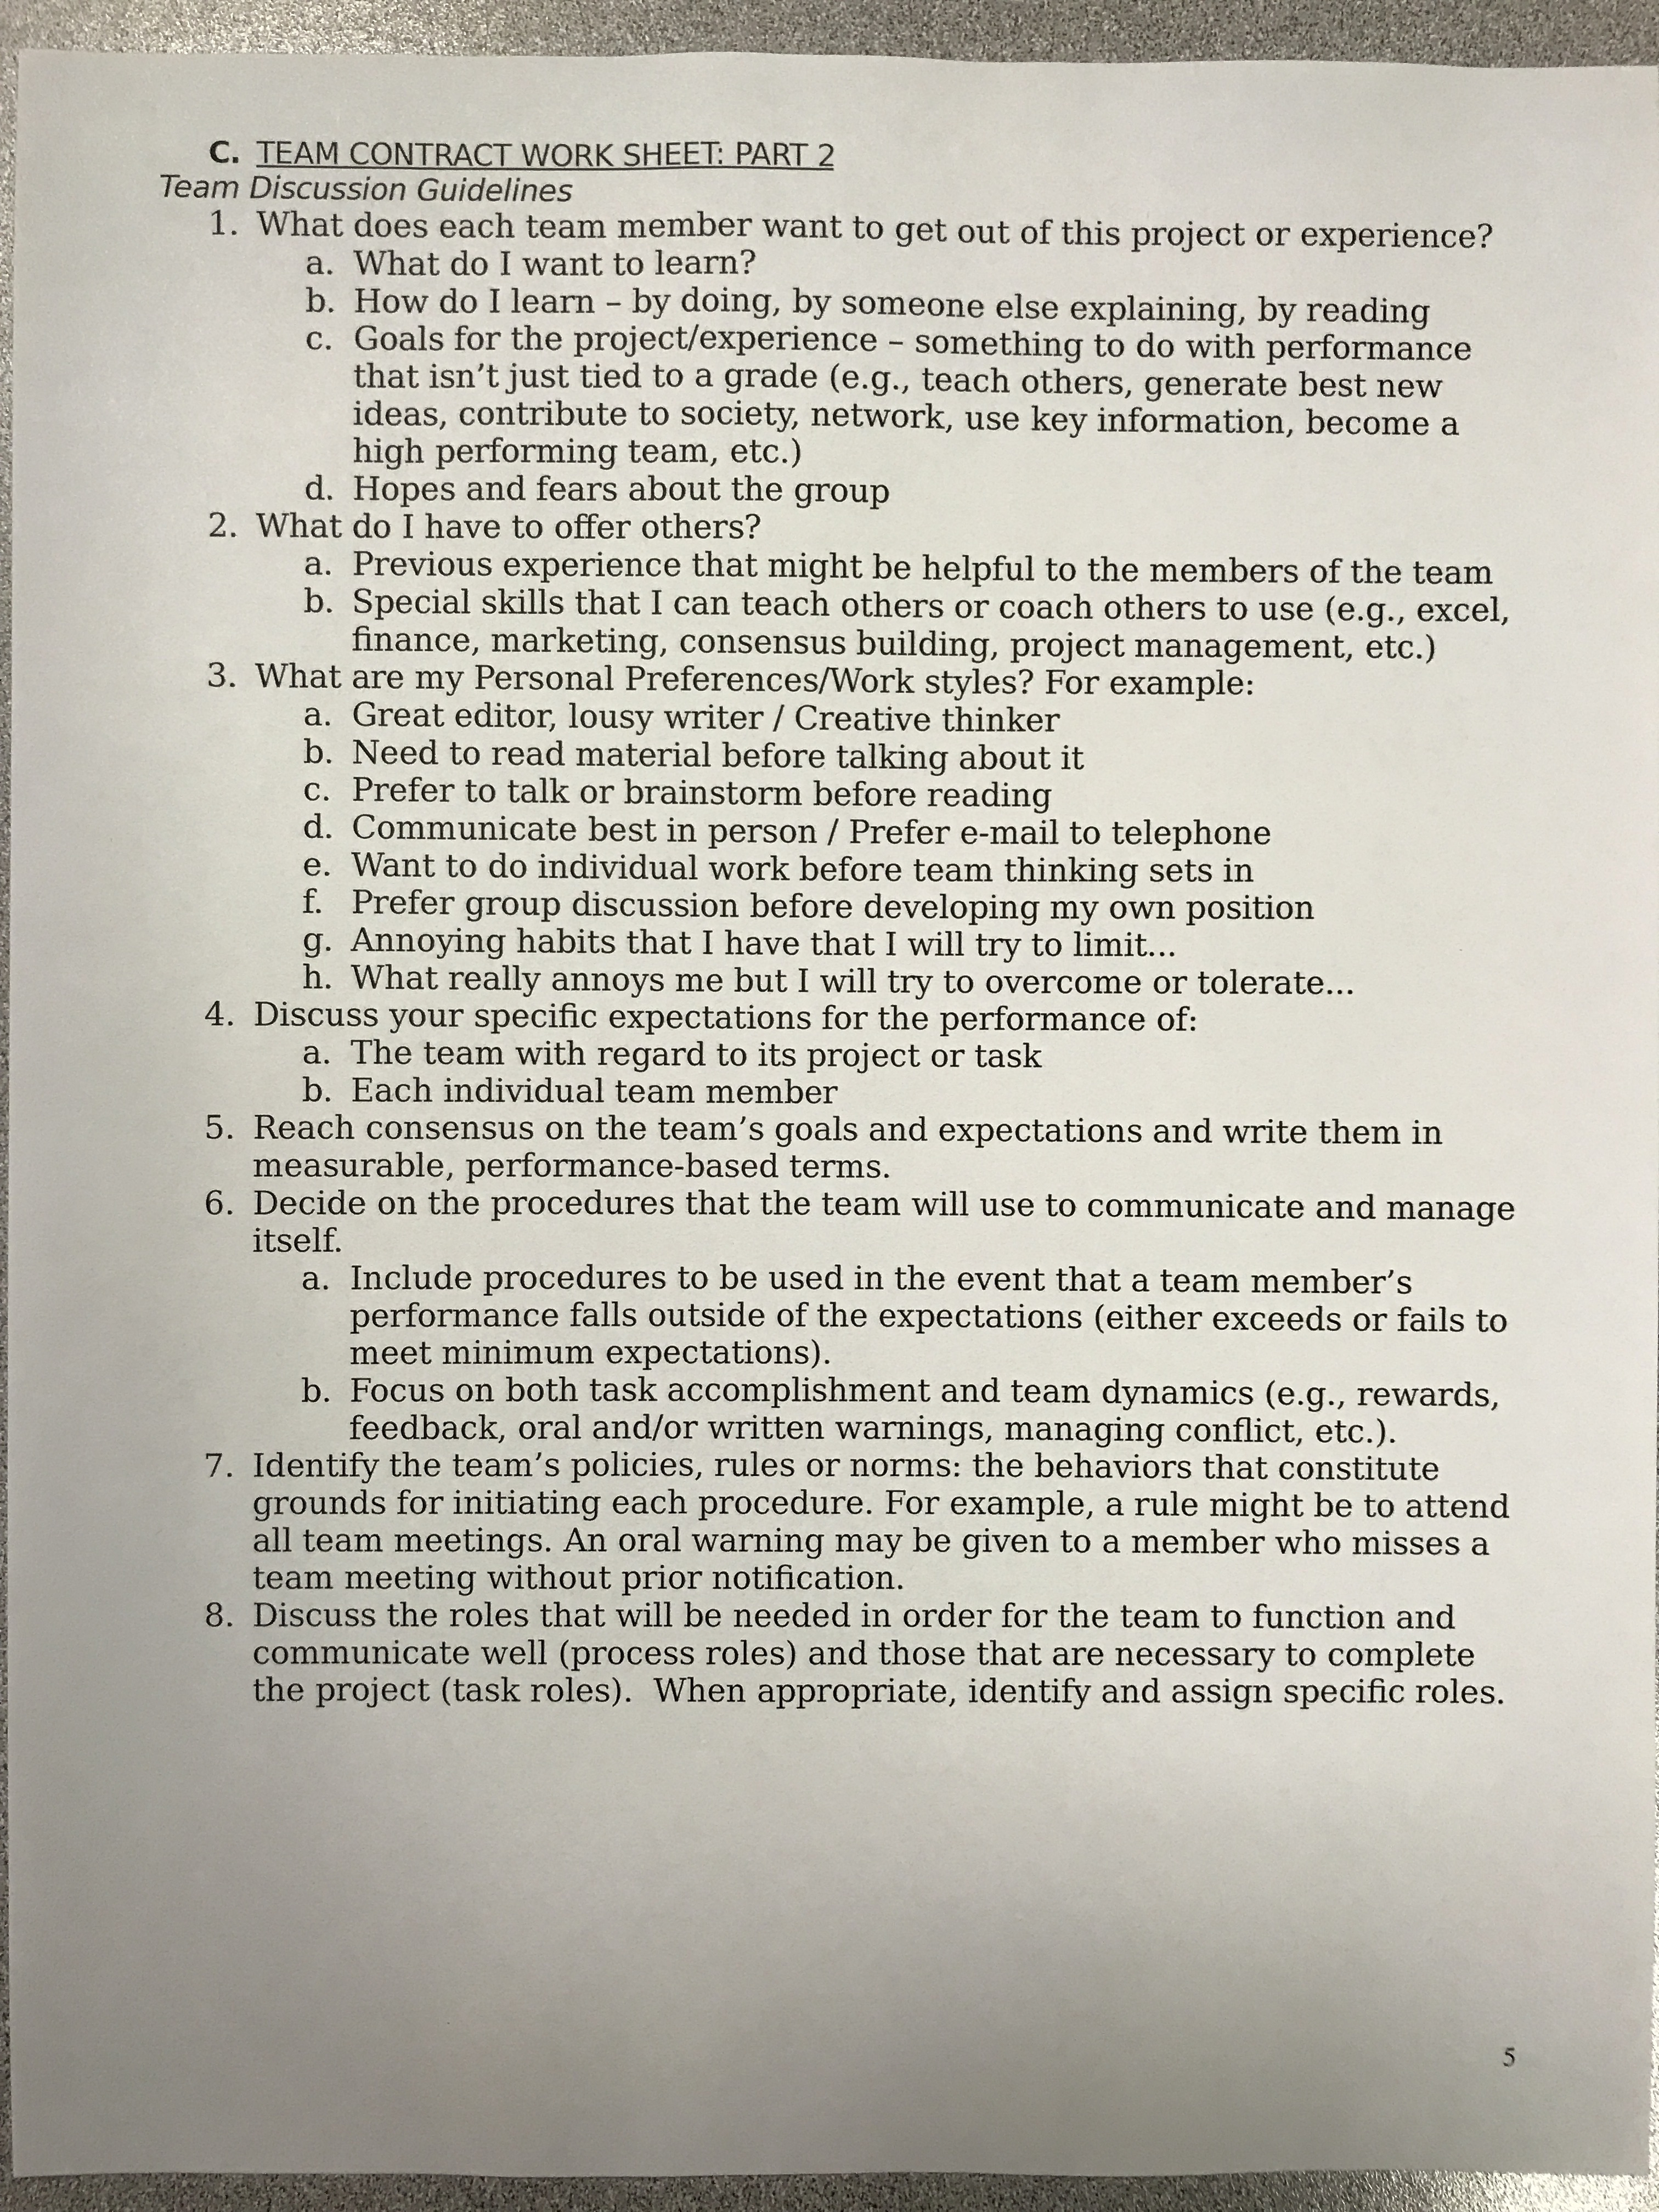 C. TEAM CONTRACT WORK SHEET: PART 2
Team Discussion Guidelines
1. What does each team member want to get out of this project or experience?
a. What do I want to learn?
b. How do I learn – by doing, by someone else explaining, by reading
c. Goals for the project/experience – something to do with performance
that isn’t just tied to a grade (e.g., teach others, generate best new
ideas, contribute to society, network, use key information, become a
high performing team, etc.)
d. Hopes and fears about the group
2. What do I have to offer others?
a. Previous experience that might be helpful to the members of the team
b. Special skills that I can teach others or coach others to use (e.g., excel,
finance, marketing, consensus building, project management, etc.)
3. What are my Personal Preferences/Work styles? For example:
a. Great editor, lousy writer / Creative thinker
b. Need to read material before talking about it
c. Prefer to talk or brainstorm before reading
d. Communicate best in person / Prefer e-mail to telephone
e. Want to do individual work before team thinking sets in
f. Prefer group discussion before developing my own position
g. Annoying habits that I have that I will try to limit...
h. What really annoys me but I will try to overcome or tolerate...
4. Discuss your specific expectations for the performance of:
a. The team with regard to its project or task
b. Each individual team member
5. Reach consensus on the team’s goals and expectations and write them in
measurable, performance-based terms.
6. Decide on the procedures that the team will use to communicate and manage
itself.
a. Include procedures to be used in the event that a team member’s
performance falls outside of the expectations (either exceeds or fails to
meet minimum expectations).
b. Focus on both task accomplishment and team dynamics (e.g., rewards,
feedback, oral and/or written warnings, managing conflict, etc.).
7. Identify the team’s policies, rules or norms: the behaviors that constitute
grounds for initiating each procedure. For example, a rule might be to attend
all team meetings. An oral warning may be given to a member who misses a
team meeting without prior notification.
8. Discuss the roles that will be needed in order for the team to function and
communicate well (process roles) and those that are necessary to complete
the project (task roles).  When appropriate, identify and assign specific roles.
5